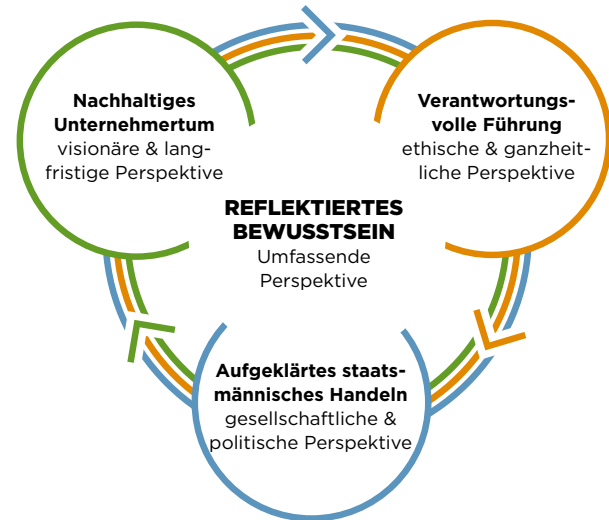 Nachhaltiges
Unternehmertum
visionäre & lang-
fristige Perspektive
Verantwortungs-
volle Führung
ethische & ganzheit-
liche Perspektive
REFLEKTIERTES
BEWUSSTSEIN
Umfassende
Perspektive
Aufgeklärtes staats-
männisches Handeln
gesellschaftliche &
politische Perspektive